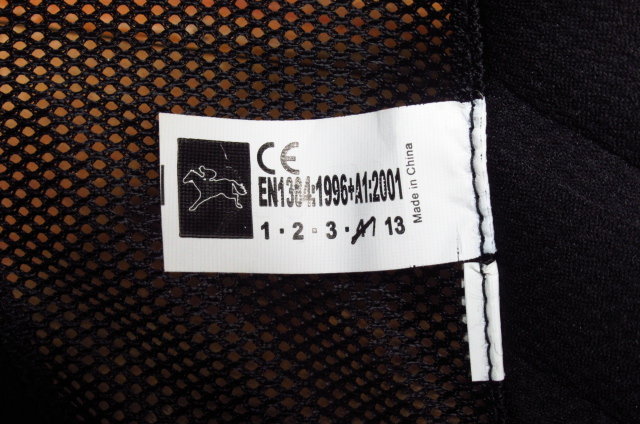 CE
EN1384:1996+A1:2001
1 · 2 · 3 · 13
Made in China